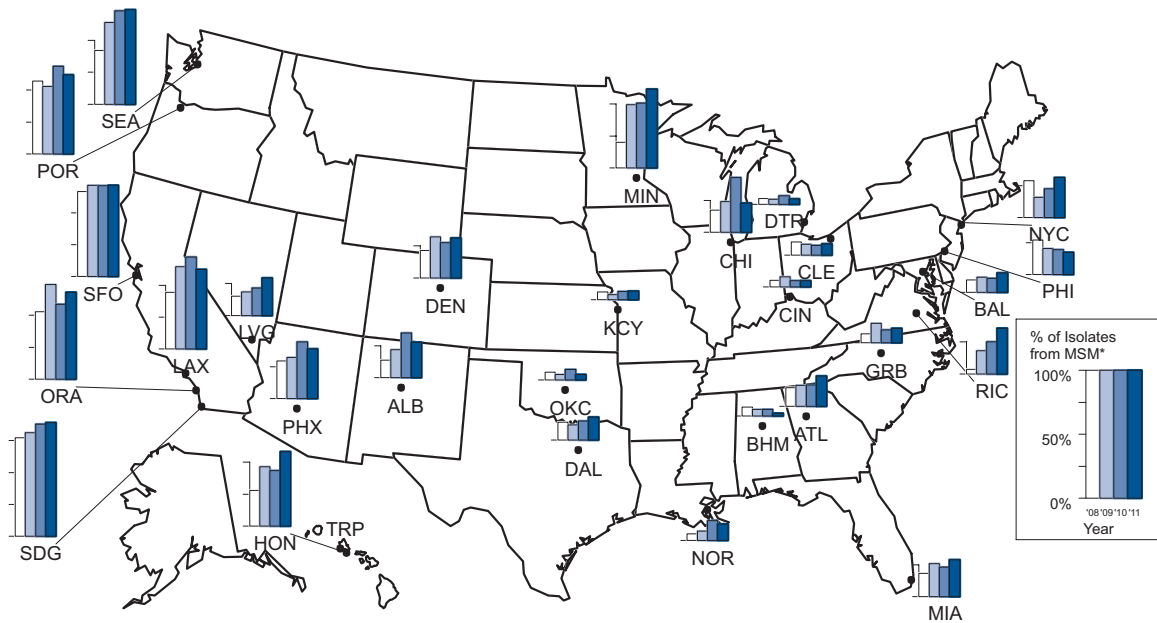 SEA
POR
MIN
DTR
NYC
CHI
CLE
SFO
DEN
PHI
BAL
LVG
KCY
CIN
% of Isolates
from MSM*
LAX
GRB
RIC
100%
ORA
ALB
OKC
PHX
ATL
BHM
50%
DAL
0%
'08 '09 '10 '11
Year
HON
TRP
SDG
NOR
MIA